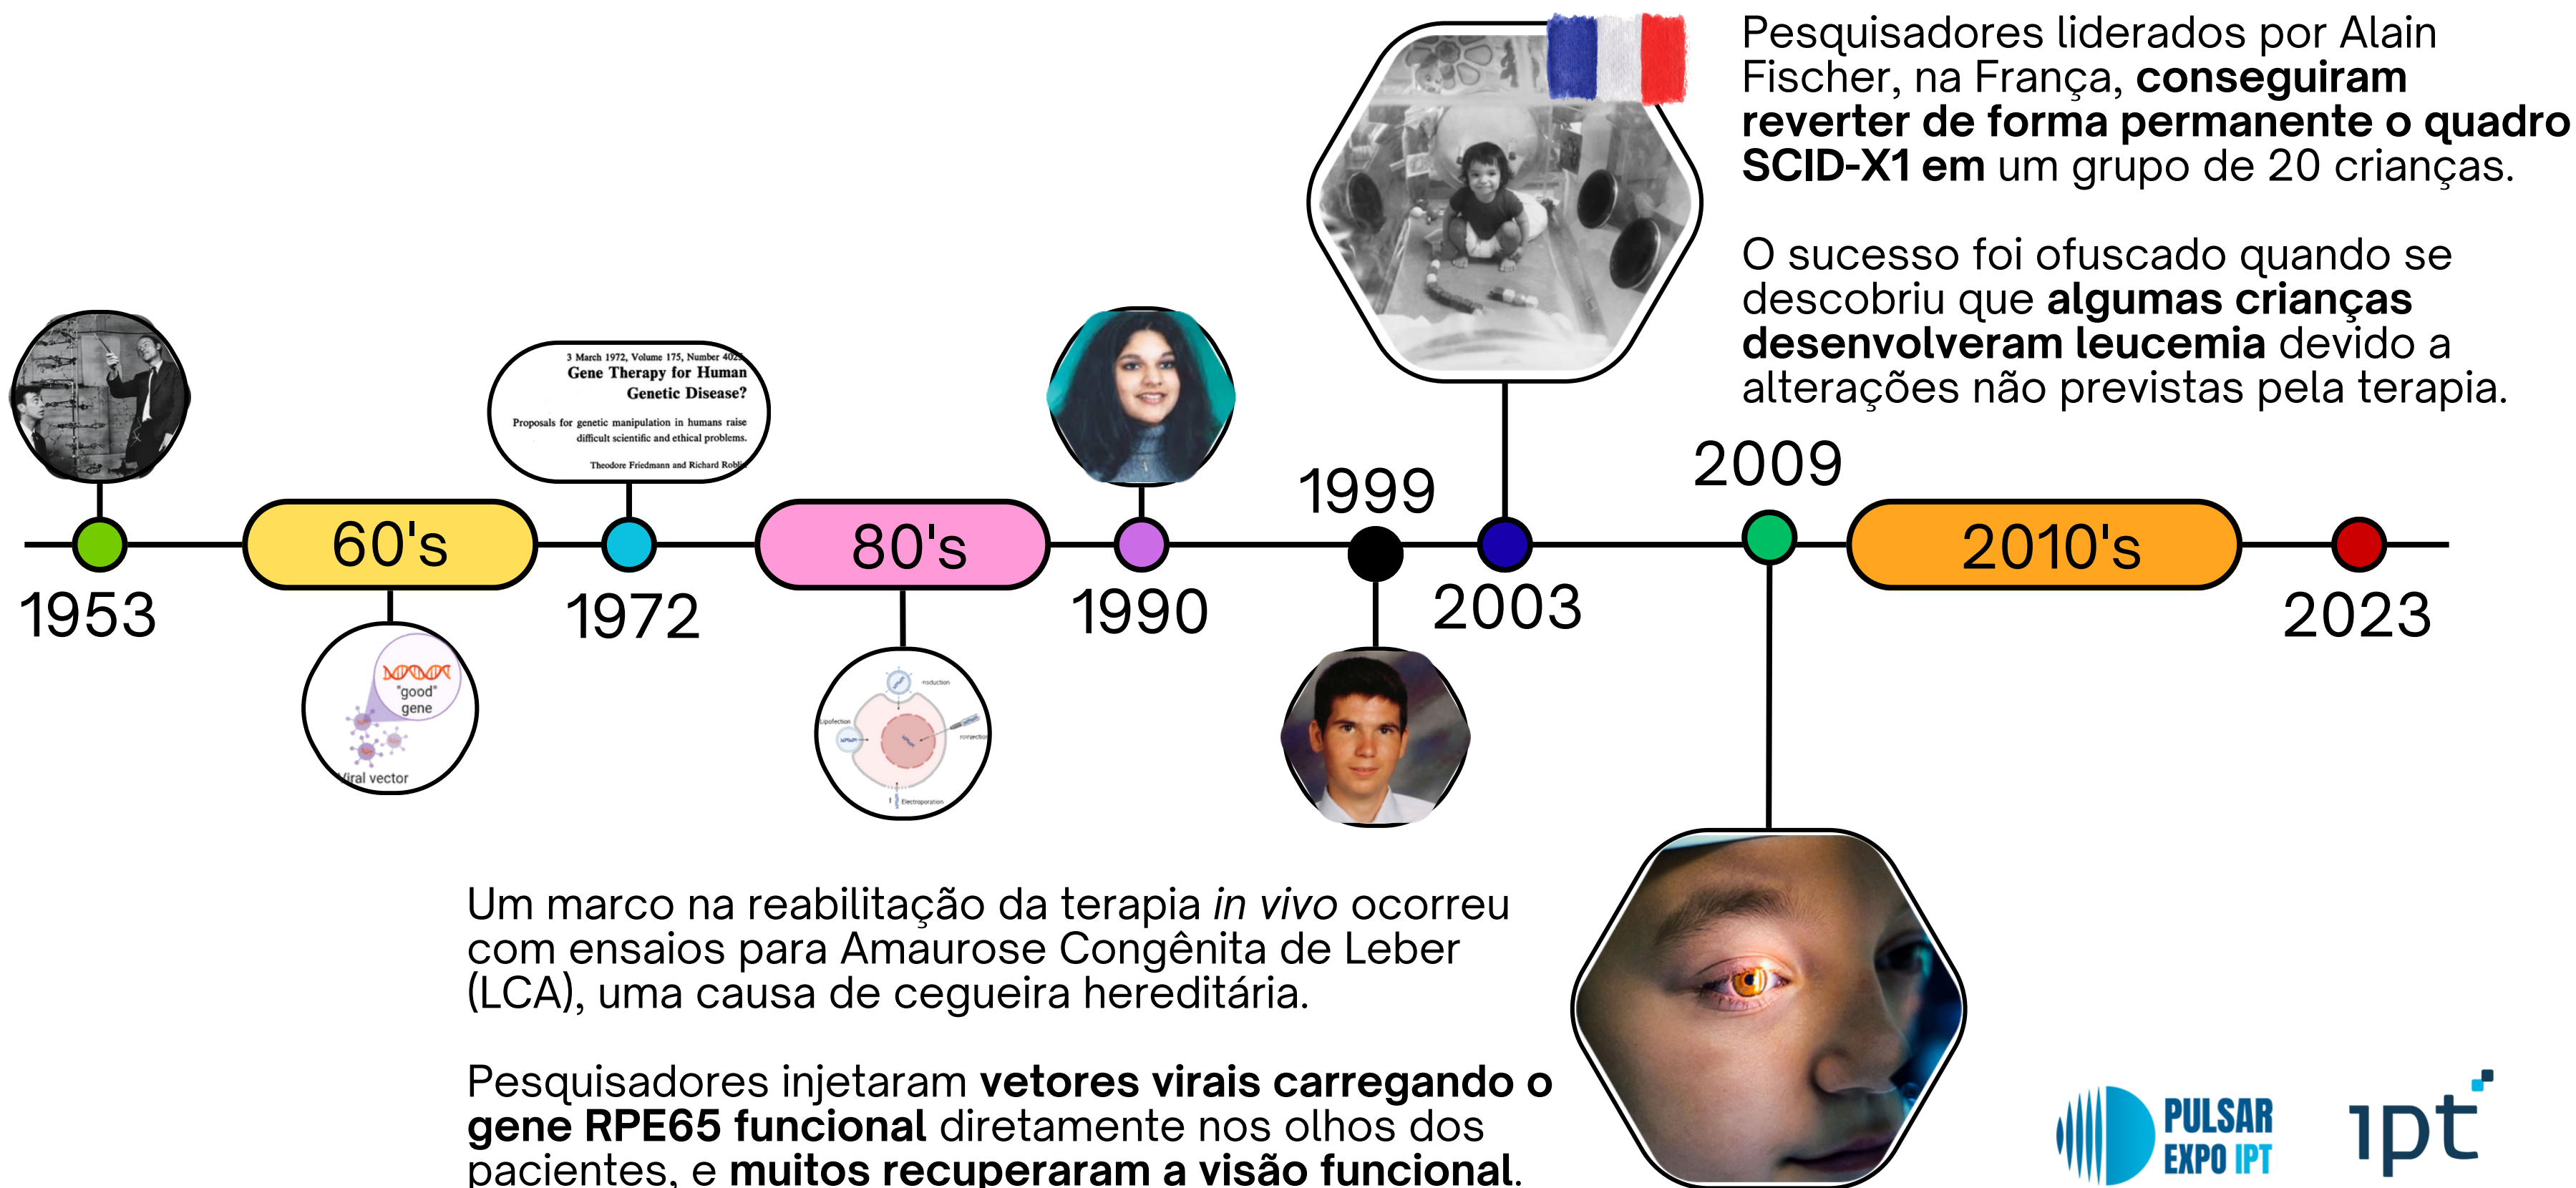 Pesquisadores liderados por Alain
Fischer, na França, conseguiram
reverter de forma permanente o quadro
SCID-X1 em um grupo de 20 crianças.
O sucesso foi ofuscado quando se
descobriu que algumas crianças
desenvolveram leucemia devido a
alterações não previstas pela terapia.
3 March 1972, Volume 175, Number
Gene Therapy for Human
Genetic Disease?
Proposals for genetic manipulation in humans raise
difficult scientific and ethical problems.
Theodore Friedmann and Richard
1953
60's
1972
80's
1990
1999
2003
2009
2010's
2023
"good"
gene
Viral vector
Lipofection
Electroporation
Um marco na reabilitação da terapia in vivo ocorreu
com ensaios para Amaurose Congênita de Leber
(LCA), uma causa de cegueira hereditária.
Pesquisadores injetaram vetores virais carregando o
gene RPE65 funcional diretamente nos olhos dos
pacientes, e muitos recuperaram a visão funcional.
PULSAR
EXPO IPT
ipt